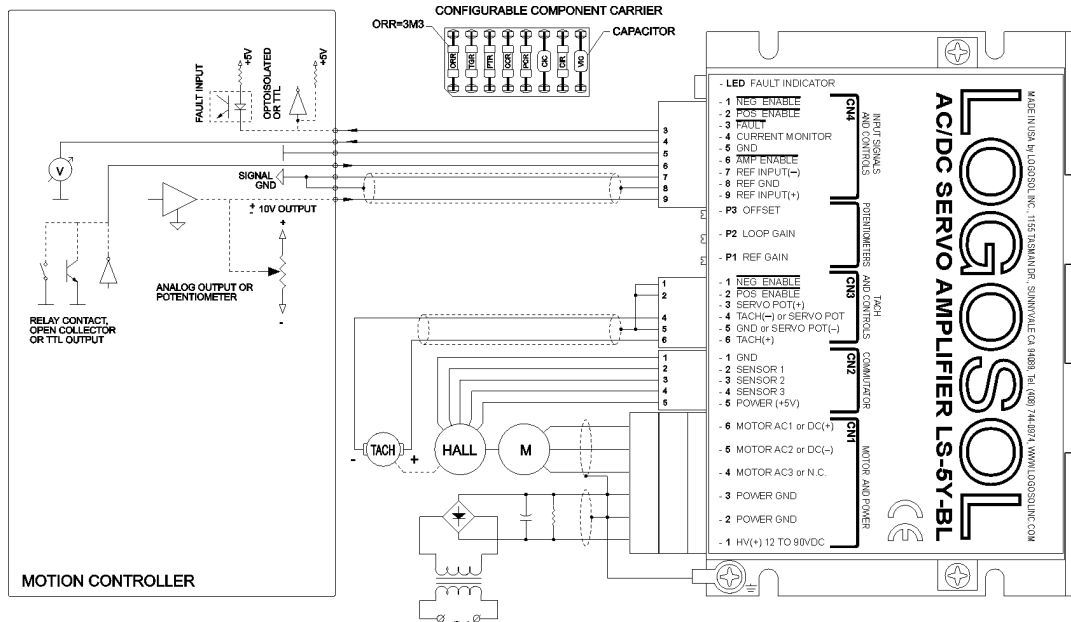 CONFIGURABLE COMPONENT CARRIER
ORR=3M3
CAPACITOR
ORR
TGR
PTR
CCR
PCR
C/C
CIR
V/C
FAULT INPUT
+5V
OPTOISOLATED
OR TTL
+5V
V
SIGNAL
GND
± 10V OUTPUT
+
-
ANALOG OUTPUT OR
POTENTIOMETER
RELAY CONTACT,
OPEN COLLECTOR
OR TTL OUTPUT
MOTION CONTROLLER
3
4
5
6
7
8
9
1
2
4
5
6
1
2
3
4
5
- TACH +
HALL
M
- LED FAULT INDICATOR
- 1 NEG ENABLE
- 2 POS ENABLE
- 3 FAULT
- 4 CURRENT MONITOR
- 5 GND
- 6 AMP ENABLE
- 7 REF INPUT(–)
- 8 REF GND
- 9 REF INPUT(+)
CN4
INPUT SIGNALS
AND CONTROLS
- P3 OFFSET
- P2 LOOP GAIN
- P1 REF GAIN
POTENTIOMETERS
- 1 NEG ENABLE
- 2 POS ENABLE
- 3 SERVO POT(+)
- 4 TACH(–) or SERVO POT
- 5 GND or SERVO POT(–)
- 6 TACH(+)
CN3
TACH
AND CONTROLS
- 1 GND
- 2 SENSOR 1
- 3 SENSOR 2
- 4 SENSOR 3
- 5 POWER (+5V)
CN2
COMMUTATOR
- 6 MOTOR AC1 or DC(+)
- 5 MOTOR AC2 or DC(–)
- 4 MOTOR AC3 or N.C.
- 3 POWER GND
- 2 POWER GND
- 1 HV(+) 12 TO 90VDC
CN1
MOTOR AND POWER
CE
AC/DC SERVO AMPLIFIER LS-5Y-BL
LOGOSOL
MADE IN USA by LOGOSOL INC., 1155 TASMAN DR., SUNNYVALE CA 94089, Tel. (408) 744-0974, WWW.LOGOSOLINC.COM